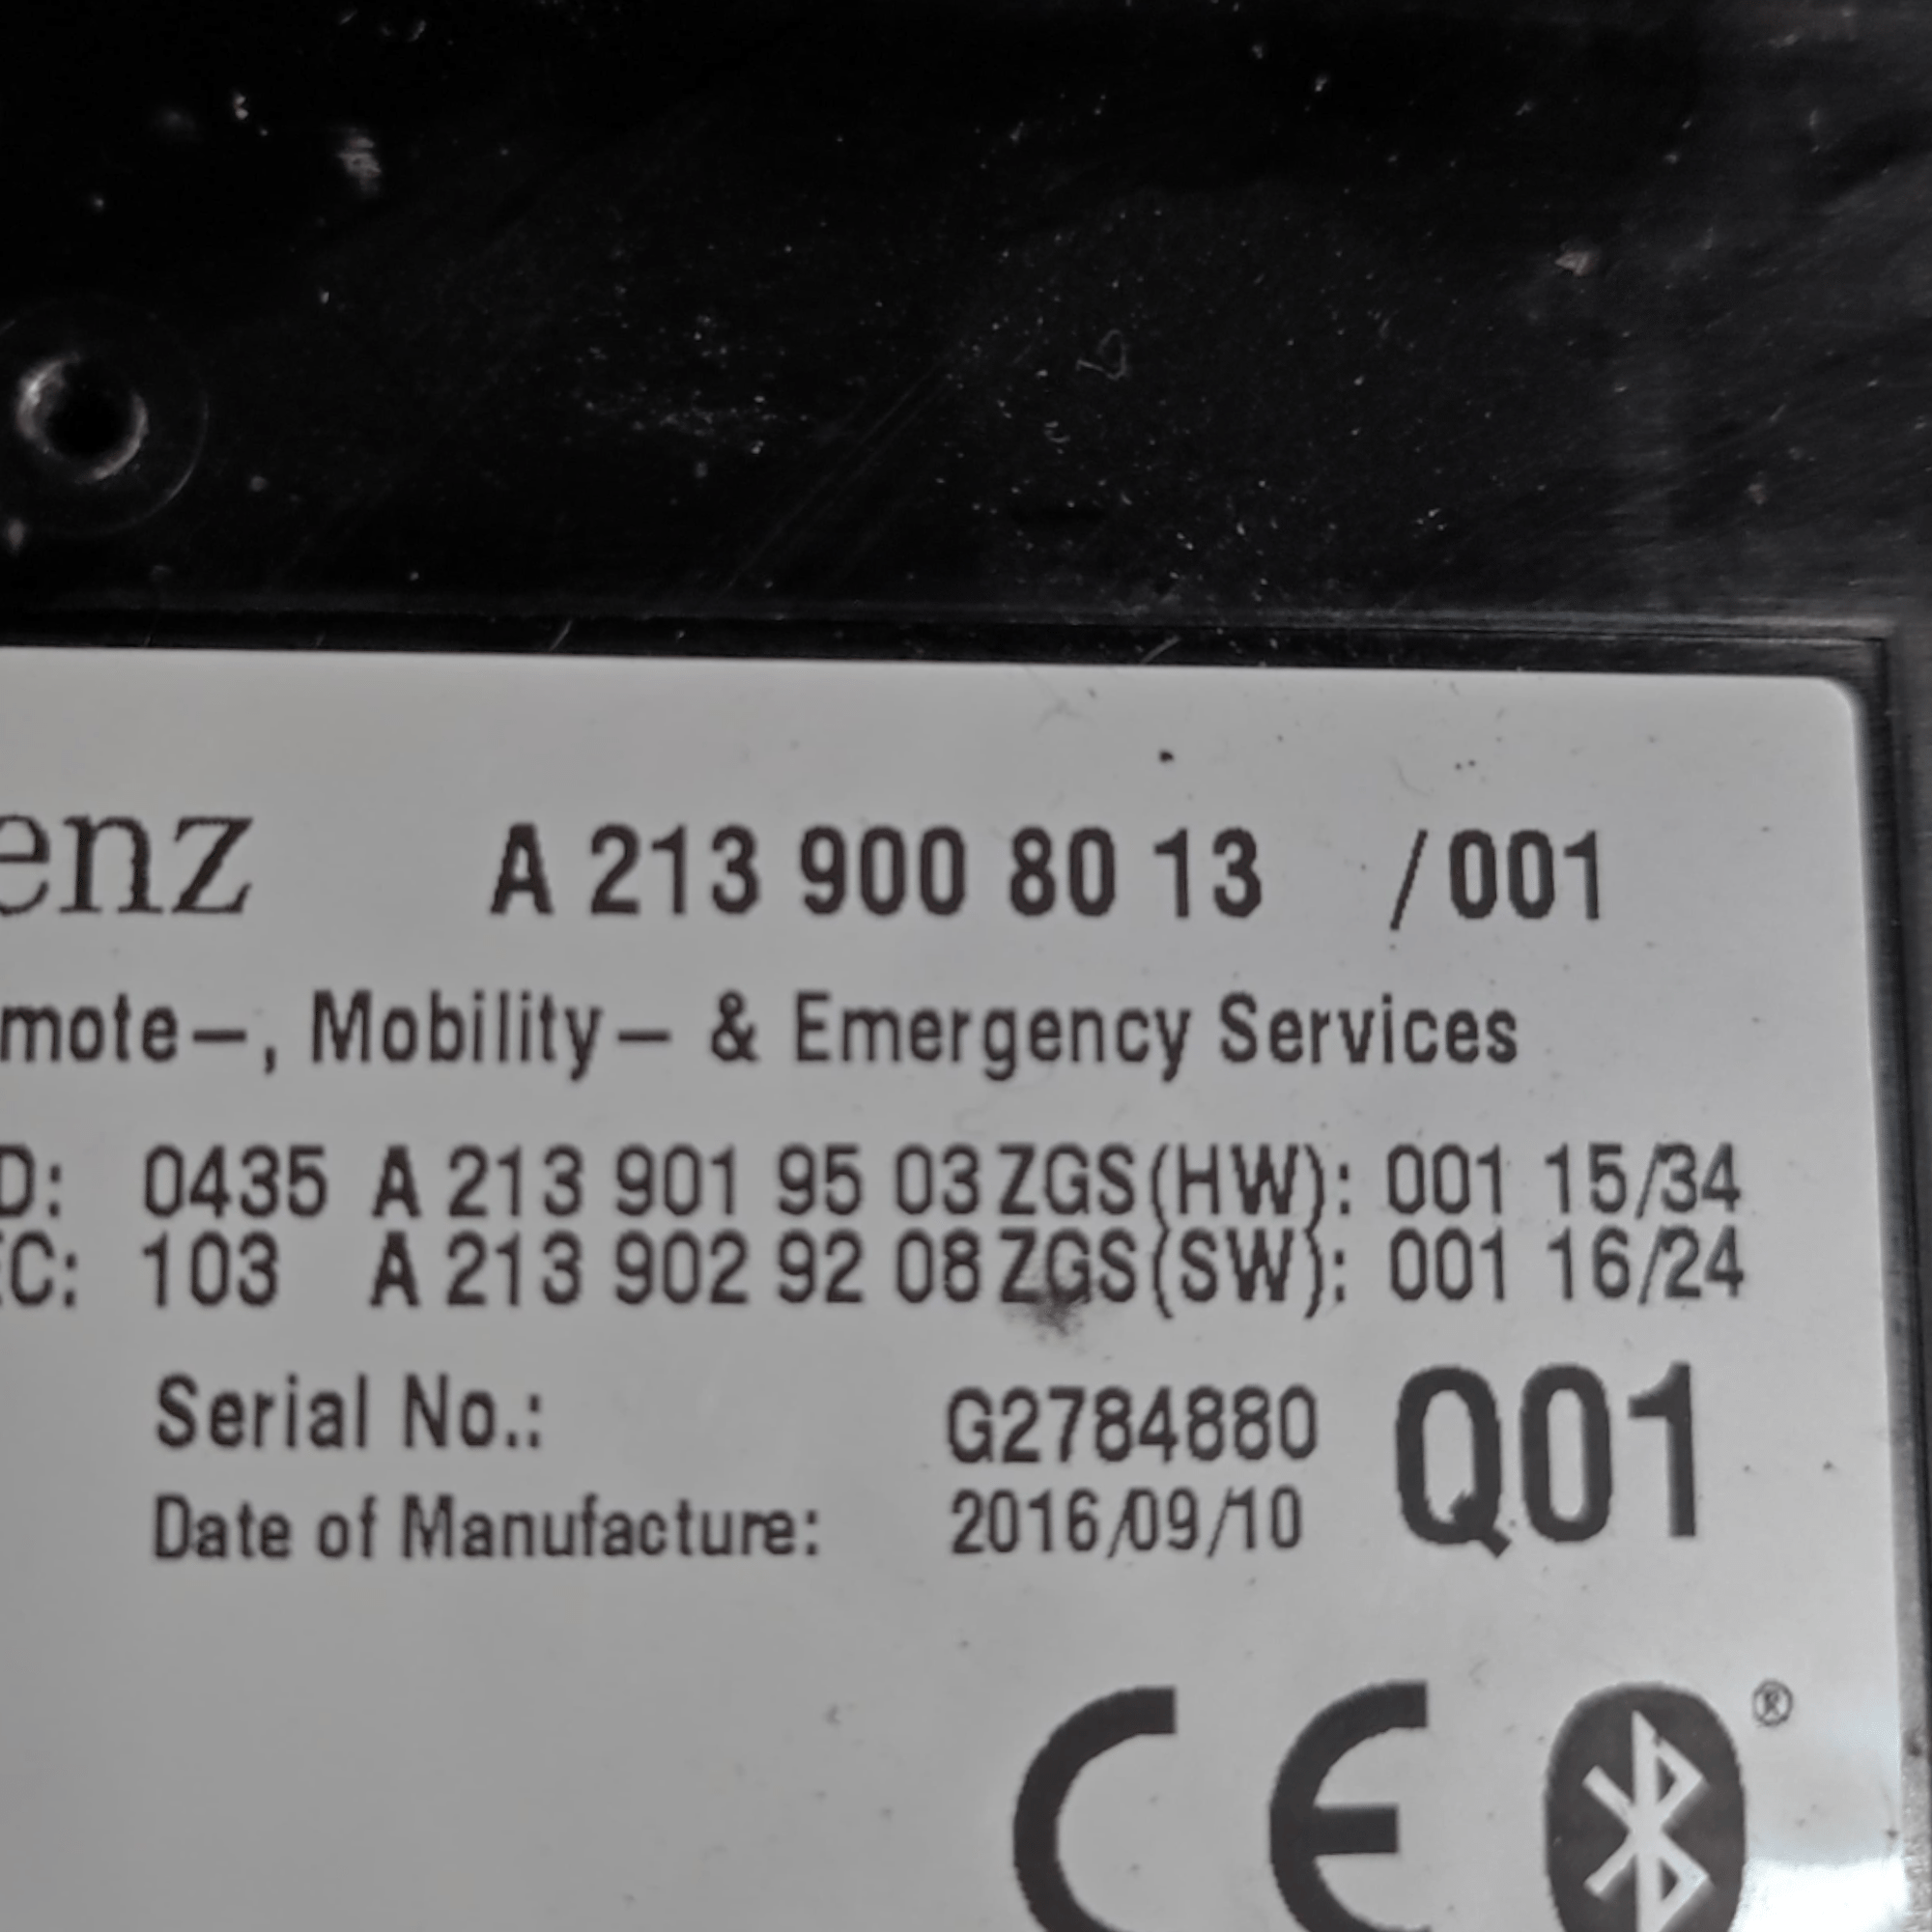 enz A 213 900 80 13 /001
mote-, Mobility- & Emergency Services
D: 0435 A 213 901 95 03 ZGS(HW): 001 15/34
EC: 103 A 213 902 92 08 ZGS(SW): 001 16/24
Serial No.: G2784880 Q01
Date of Manufacture: 2016/09/10
CE ®